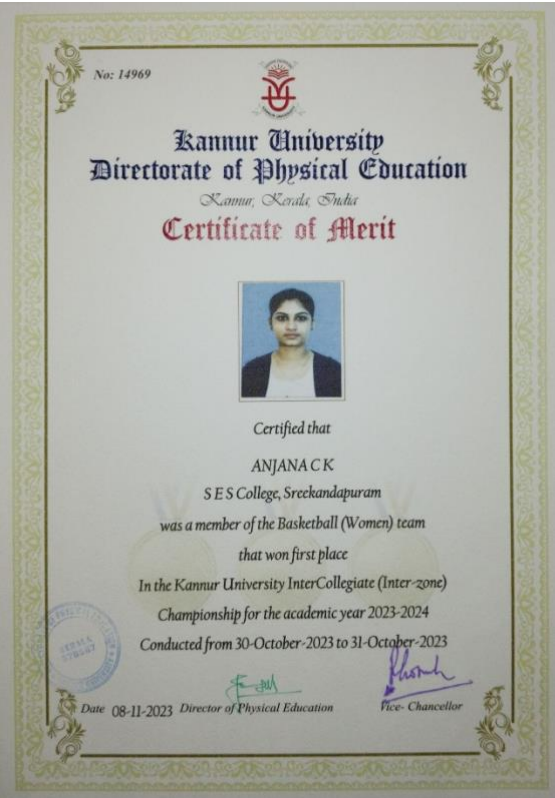 No: 14969
Kannur University
Directorate of Physical Education
Kannur, Kerala, India
Certificate of Merit
Certified that
ANJANA C K
S E S College, Sreekandapuram
was a member of the Basketball (Women) team
that won first place
In the Kannur University InterCollegiate (Inter-zone)
Championship for the academic year 2023-2024
Conducted from 30-October-2023 to 31-October-2023
KERALA
Date 08-11-2023 Director of Physical Education Vice- Chancellor